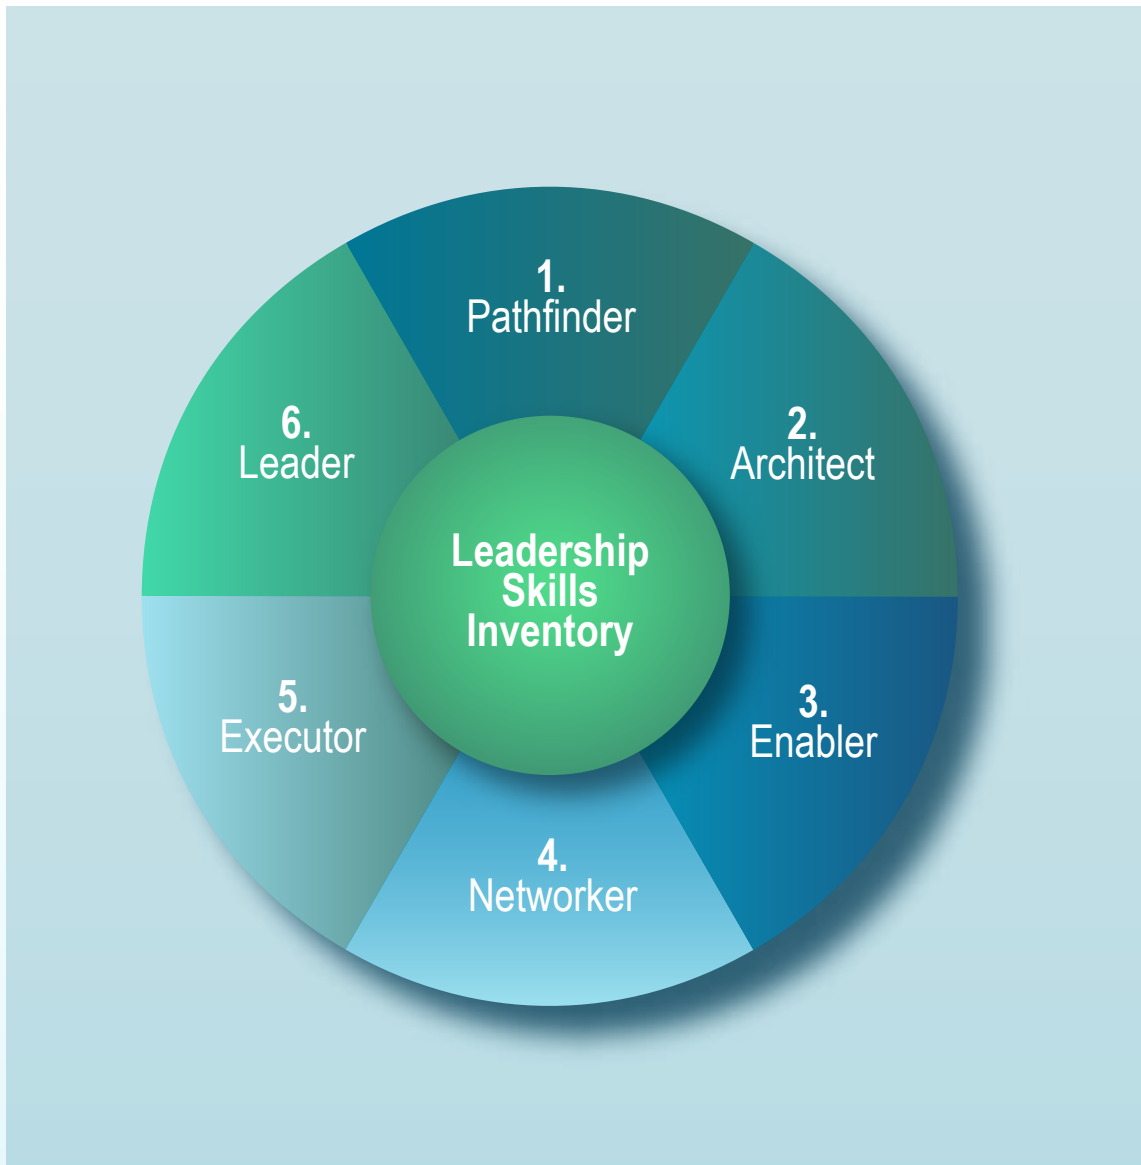 1.
Pathfinder
2.
Architect
3.
Enabler
4.
Networker
5.
Executor
6.
Leader
Leadership
Skills
Inventory